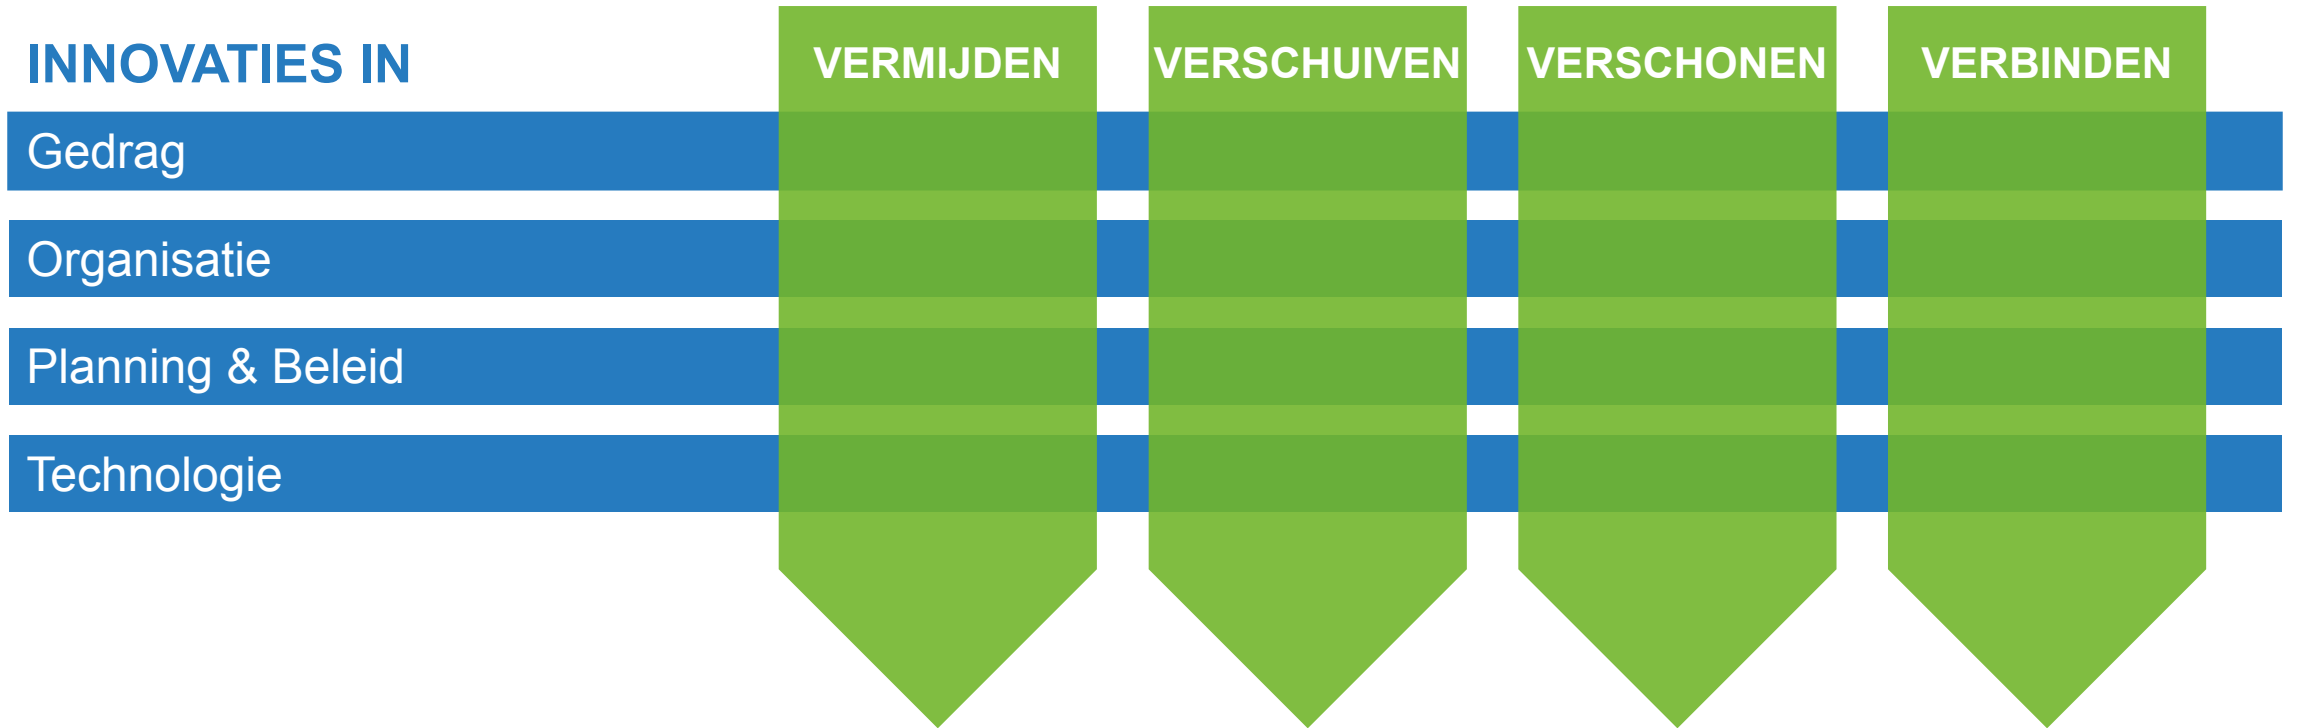 INNOVATIES IN
VERMIJDEN
VERSCHUIVEN
VERSCHONEN
VERBINDEN
Gedrag
Organisatie
Planning & Beleid
Technologie